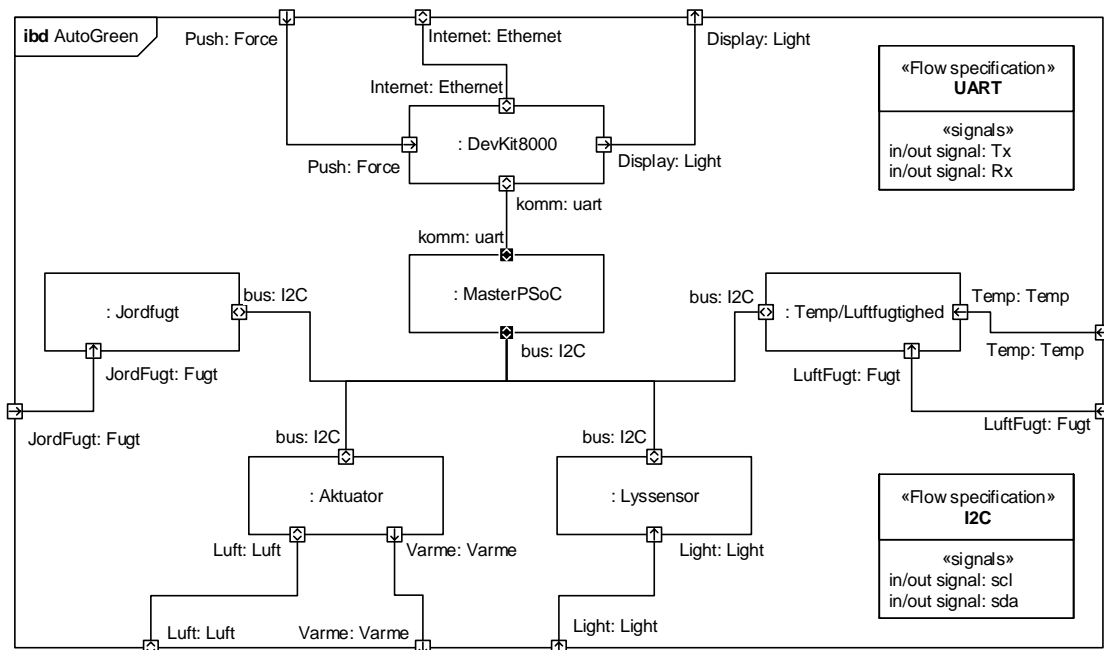 ibd AutoGreen
Push: Force
Internet: Ethernet
Display: Light
«Flow specification»
UART
«signals»
in/out signal: Tx
in/out signal: Rx
Internet: Ethernet
: DevKit8000
Push: Force
Display: Light
komm: uart
komm: uart
: MasterPSoC
bus: I2C
: Jordfugt
bus: I2C
JordFugt: Fugt
JordFugt: Fugt
bus: I2C
: Temp/Luftfugtighed
Temp: Temp
Temp: Temp
LuftFugt: Fugt
LuftFugt: Fugt
bus: I2C
: Aktuator
Luft: Luft
Varme: Varme
Luft: Luft
Varme: Varme
bus: I2C
: Lyssensor
Light: Light
Light: Light
«Flow specification»
I2C
«signals»
in/out signal: scl
in/out signal: sda